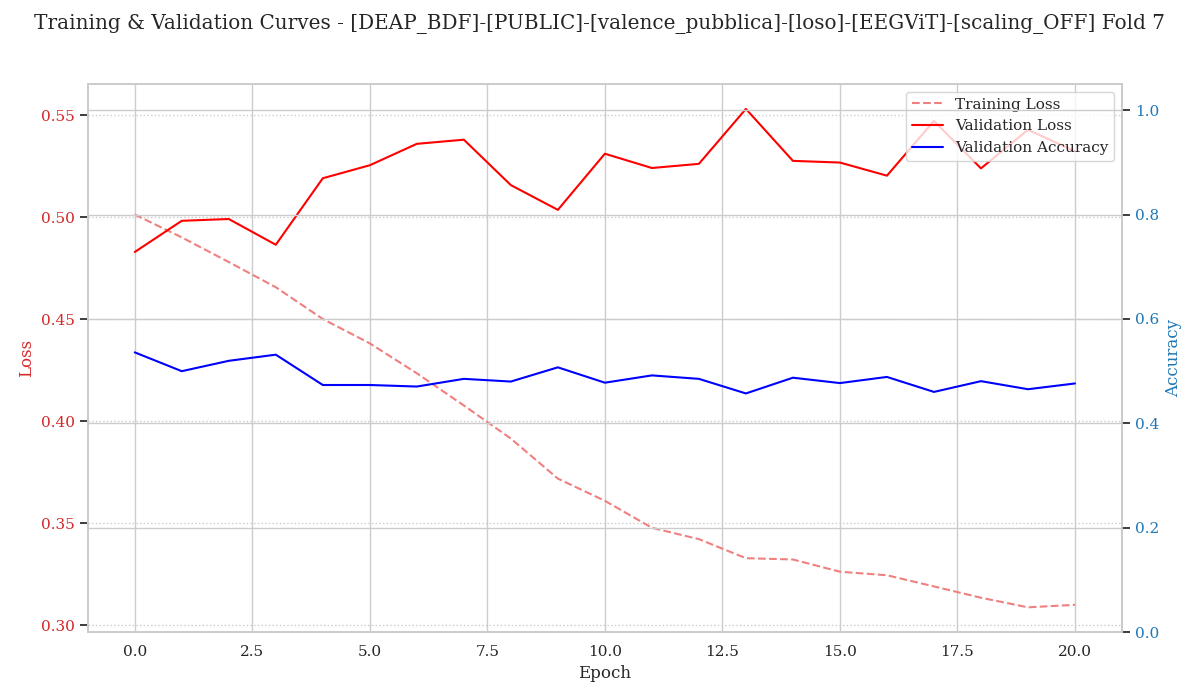 Training & Validation Curves - [DEAP_BDF]-[PUBLIC]-[valence_pubblica]-[loso]-[EEGViT]-[scaling_OFF] Fold 7
Training Loss
Validation Loss
Validation Accuracy
0.55
0.50
0.45
0.40
0.35
0.30
Loss
1.0
0.8
0.6
0.4
0.2
0.0
Accuracy
0.0 2.5 5.0 7.5 10.0 12.5 15.0 17.5 20.0
Epoch